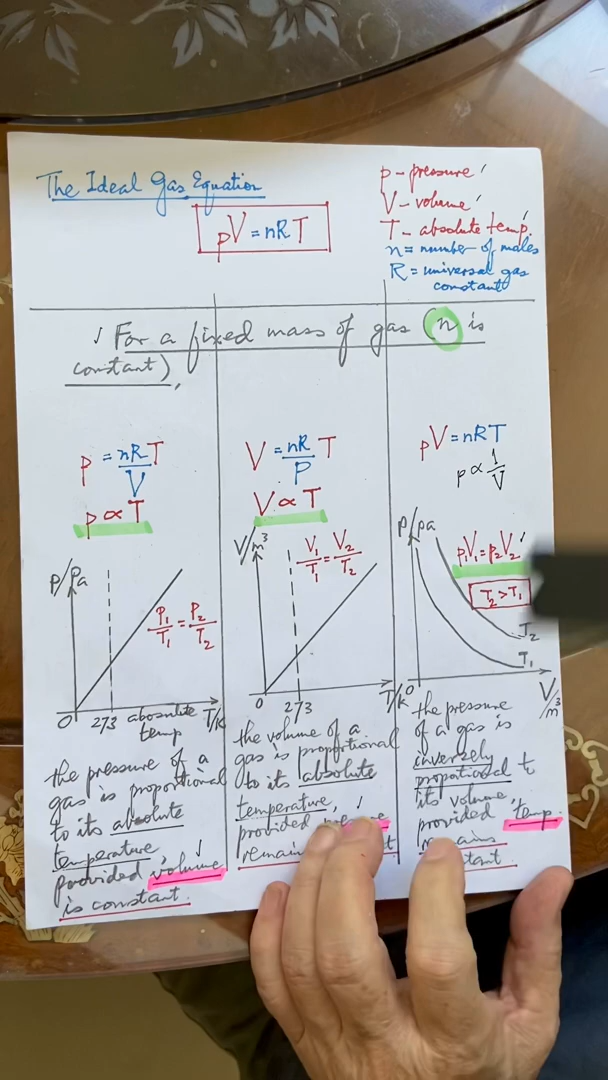 The Ideal Gas Equation
pV = nRT
p - pressure
V - volume
T - absolute temp.
n = number of moles
R = universal gas
constant
For a fixed mass of gas (n is
constant),
p = nR/V T
p ∝ T
P/Pa
P₁/T₁ = P₂/T₂
0 273 absolute T/K
temp
the pressure of a
gas is proportional
to its absolute
temperature
provided volume
is constant.
V = nR/P T
V ∝ T
V/m³
V₁/T₁ = V₂/T₂
0 273 T/K
the volume of a
gas is proportional
to its absolute
temperature,
provided
pV = nRT
p ∝ 1/V
P/Pa
p₁V₁ = p₂V₂
T₂ > T₁
T₂
T₁
0 V/m³
the pressure
of a gas is
inversely
proportional to
its volume,
provided temp.